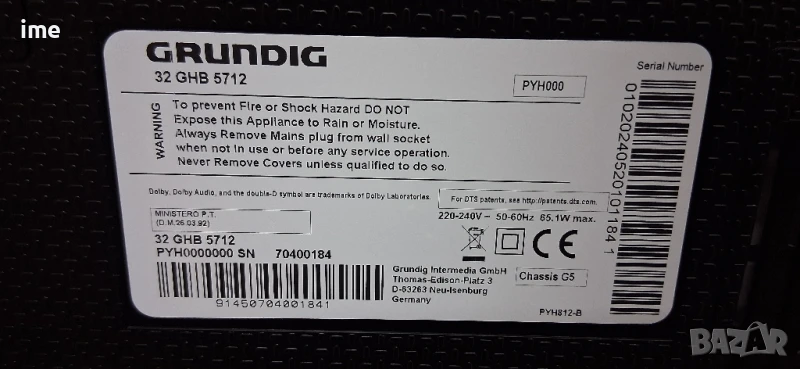 ime
GRUNDIG
32 GHB 5712
PYH000
Serial Number
WARNING
To prevent Fire or Shock Hazard DO NOT
Expose this Appliance to Rain or Moisture.
Always Remove Mains plug from wall socket
when not in use or before any service operation.
Never Remove Covers unless qualified to do so.
Dolby, Dolby Audio, and the double-D symbol are trademarks of Dolby Laboratories.
For DTS patents, see http://patents.dts.com.
MINISTERO P.T.
(D.M.26.03.92)
220-240V ~ 50-60Hz 65.1W max.
32 GHB 5712
PYH0000000 SN 70400184
91450704001841
Grundig Intermedia GmbH
Thomas-Edison-Platz 3
D-63263 Neu-Isenburg
Germany
Chassis G5
CE
PYH812-B
01020240520101184 1
BAZAR